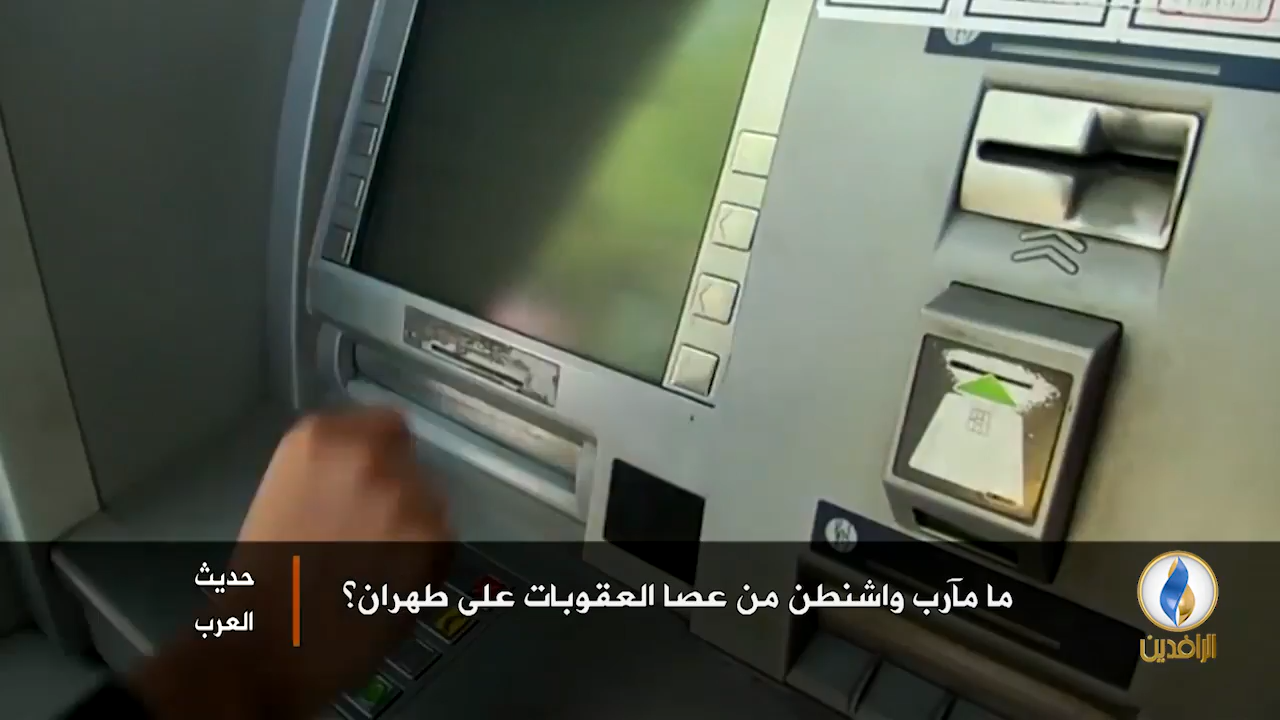 ما مآرب واشنطن من عصا العقوبات على طهران؟
حديث
العرب
الرافدين